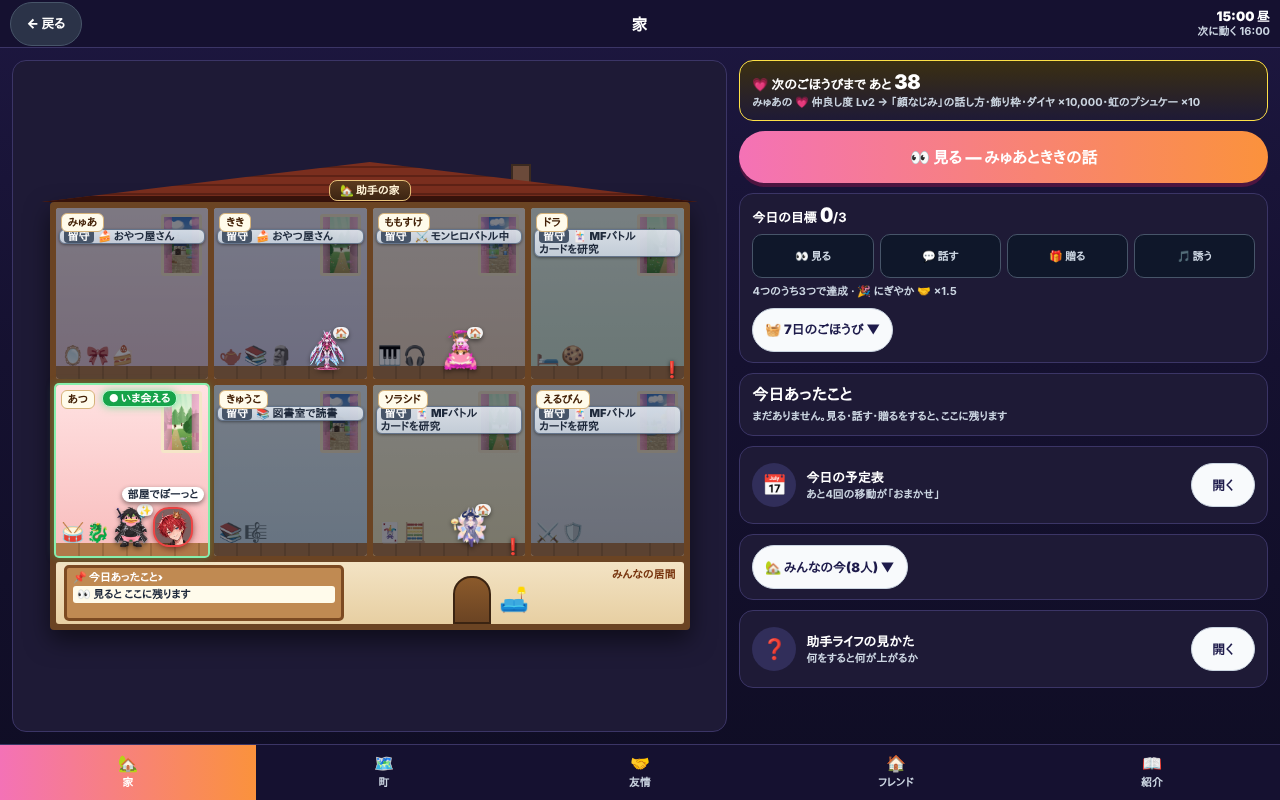 ← 戻る
家
15:00 昼
次に動く 16:00
助手の家
みゅあ
留守 おやつ屋さん
きき
留守 おやつ屋さん
ももすけ
留守 モンヒロバトル中
ドラ
留守 MFバトル
カードを研究
あつ
いま会える
部屋でぼーっと
きゅうこ
留守 図書室で読書
ソラシド
留守 MFバトル
カードを研究
えるびん
留守 MFバトル
カードを研究
今日あったこと›
見ると ここに残ります
みんなの居間
次のごほうびまで あと 38
みゅあの 仲良し度 Lv2 → 「顔なじみ」の話し方・飾り枠・ダイヤ ×10,000・虹のプシュケー ×10
見る — みゅあとききの話
今日の目標 0/3
見る
話す
贈る
誘う
4つのうち3つで達成 · にぎやか ×1.5
7日のごほうび ▼
今日あったこと
まだありません。見る・話す・贈るをすると、ここに残ります
July
17
今日の予定表
あと4回の移動が「おまかせ」
開く
みんなの今(8人) ▼
助手ライフの見かた
何をすると何が上がるか
開く
家
町
友情
フレンド
紹介